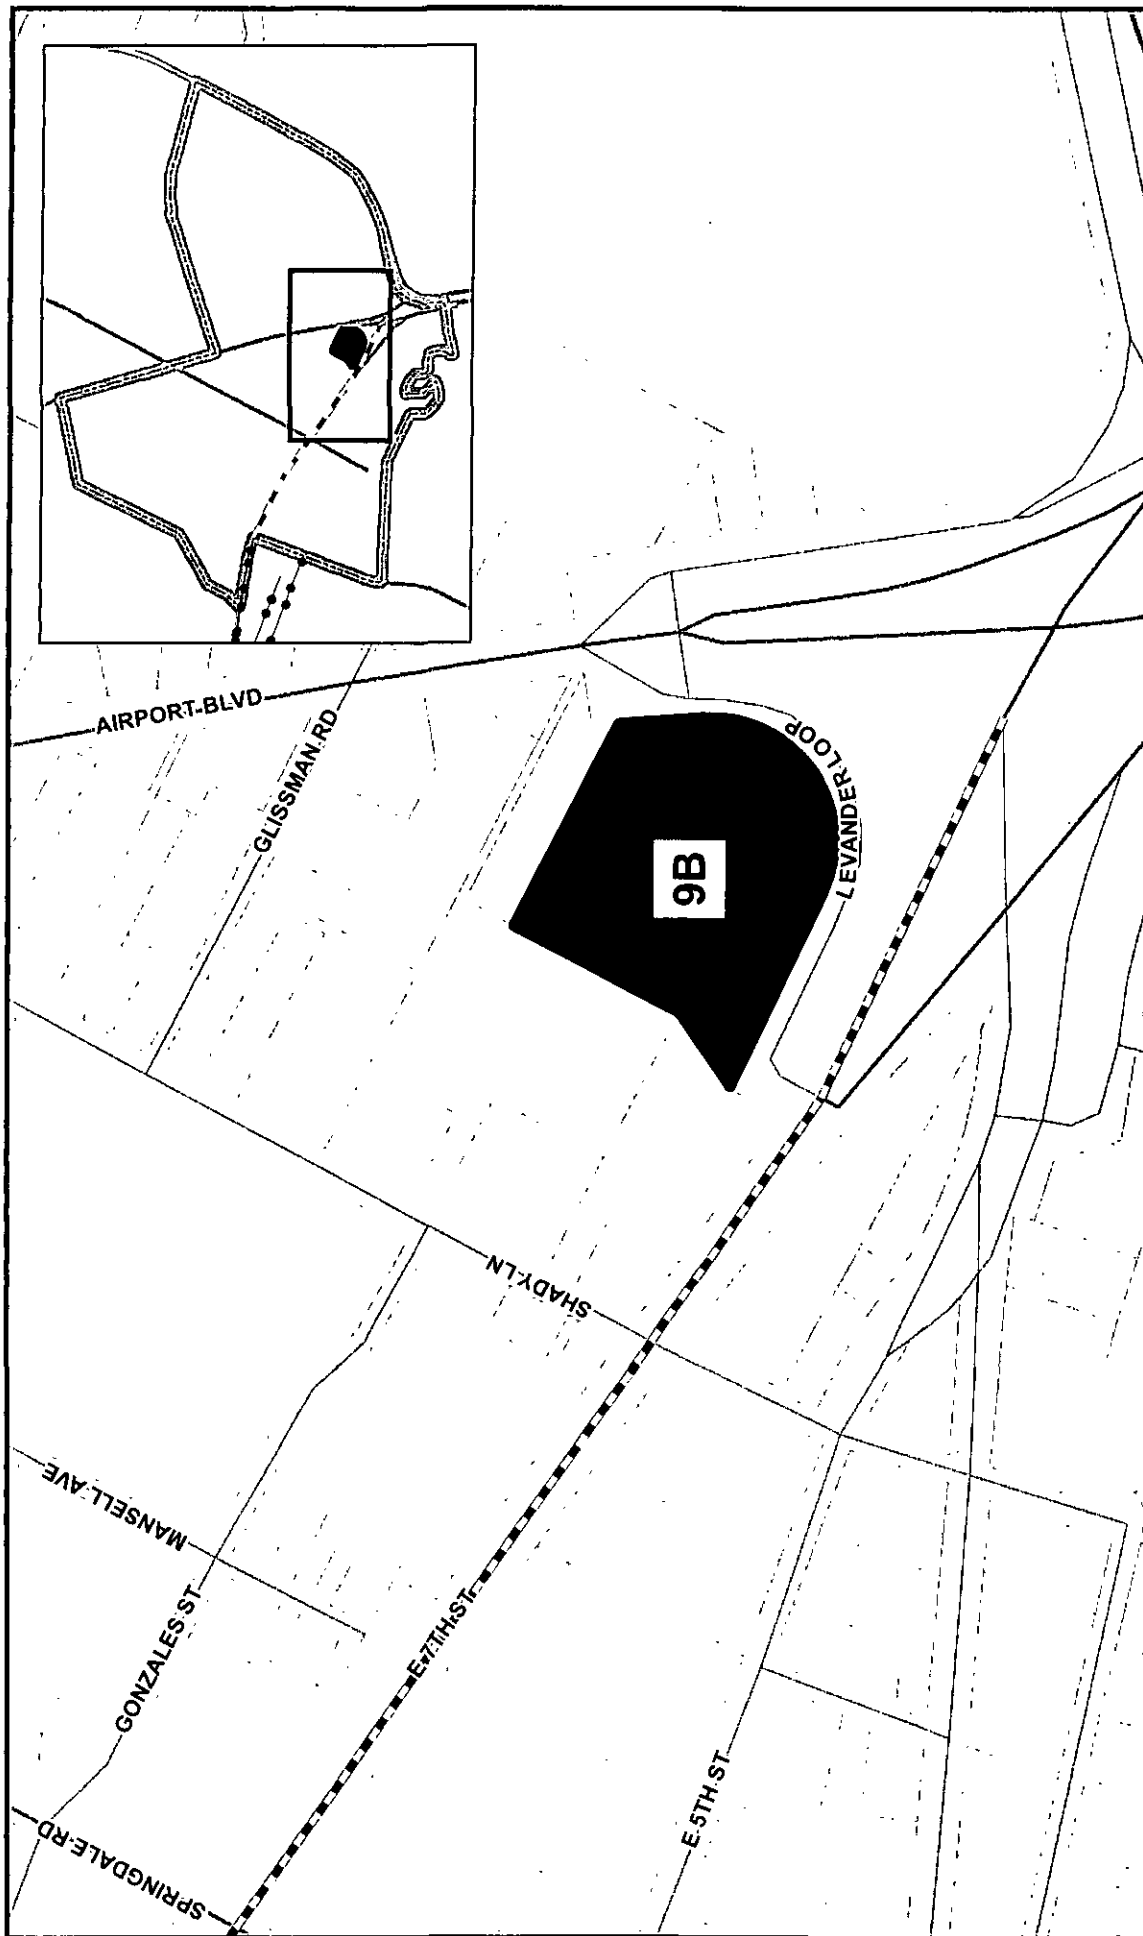 AIRPORT BLVD
GLISSMAN RD
LEVANDER LOOP
9B
SHADY LN
MANSELL AVE
GONZALES ST
E 7TH ST
E 5TH ST
SPRINGDALE RD